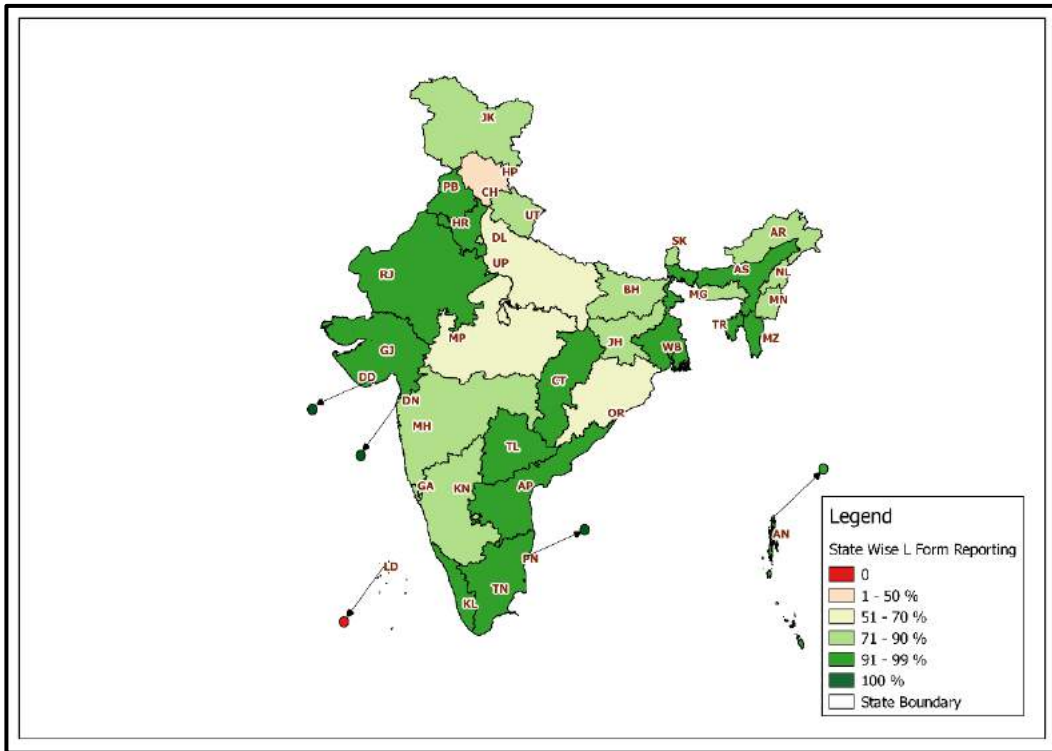 JK
HP
PB
CH
UT
HR
DL
SK
AR
RJ
UP
AS
NL
BH
MG
MN
TR
MZ
MP
JH
WB
GJ
DD
CT
DN
OR
MH
TL
GA
KN
AP
AN
PN
LD
TN
KL
Legend
State Wise L Form Reporting
0
1 - 50 %
51 - 70 %
71 - 90 %
91 - 99 %
100 %
State Boundary